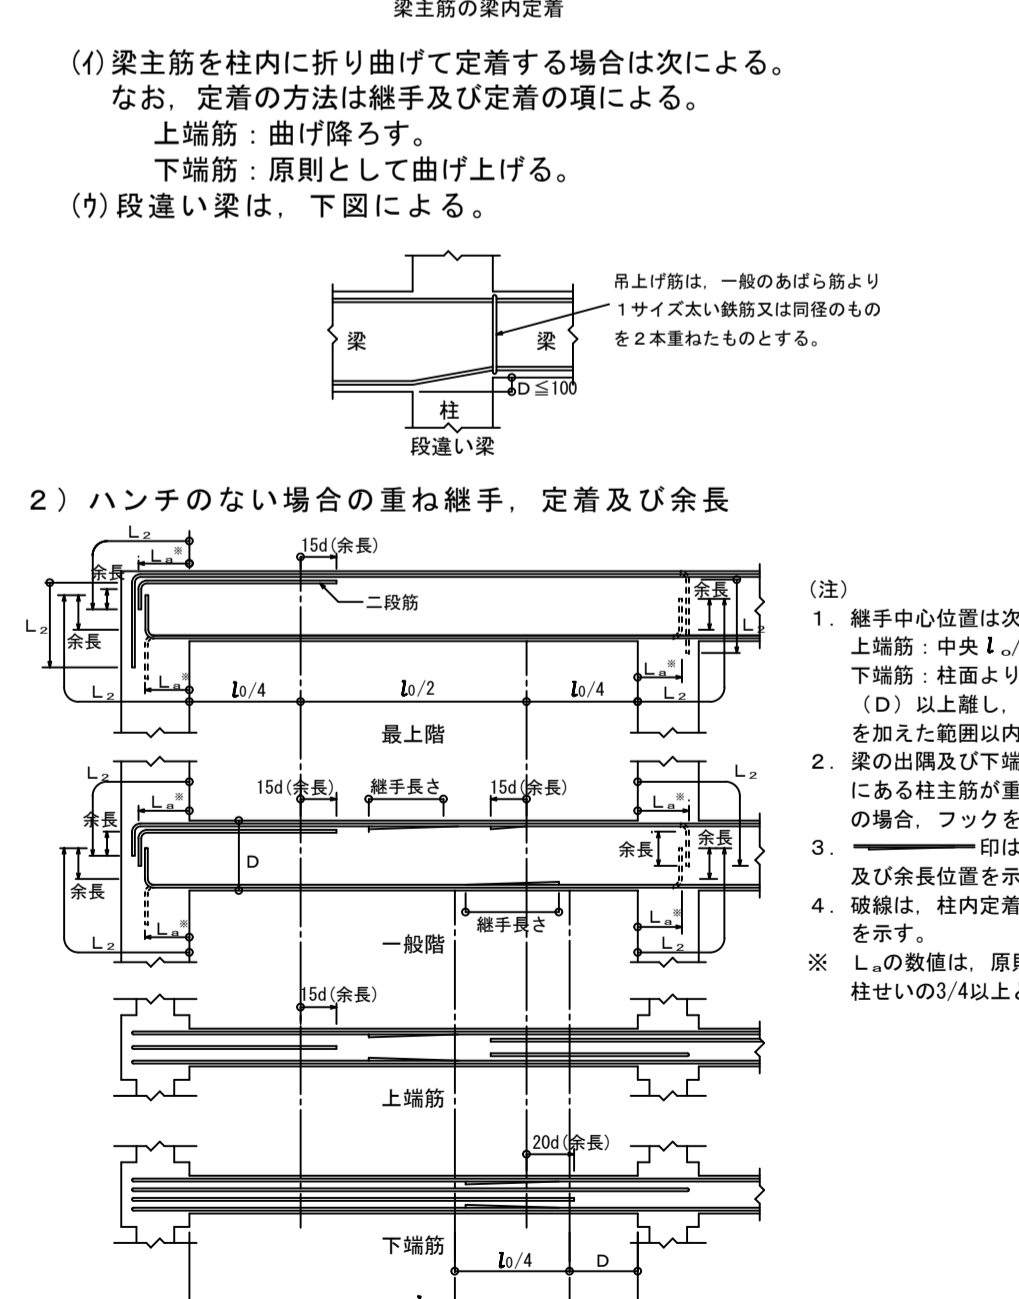 梁主筋の梁内定着
(ｲ)梁主筋を柱内に折り曲げて定着する場合は次による。
なお，定着の方法は継手及び定着の項による。
上端筋：曲げ降ろす。
下端筋：原則として曲げ上げる。
(ｳ)段違い梁は，下図による。
吊上げ筋は，一般のあばら筋より
１サイズ太い鉄筋又は同径のもの
を２本重ねたものとする。
梁
梁
D≦100
柱
段違い梁
２）ハンチのない場合の重ね継手，定着及び余長
L₂
La※
15d(余長)
余長
二段筋
余長
L₂
余長
L₂
La※
La※
L₂
l0/4
l0/2
l0/4
L₂
最上階
L₂
La※
15d(余長)
継手長さ
15d(余長)
L₂
La※
余長
D
余長
余長
余長
La※
継手長さ
La※
L₂
一般階
L₂
15d(余長)
上端筋
20d(余長)
下端筋
l0/4
D
（注）
１．継手中心位置は次
上端筋：中央 lo/
下端筋：柱面より
（Ｄ）以上離し，
を加えた範囲以内
２．梁の出隅及び下端
にある柱主筋が重
の場合，フックを
３． 印は
及び余長位置を示
４．破線は，柱内定着
を示す。
※ Laの数値は，原則
柱せいの3/4以上と